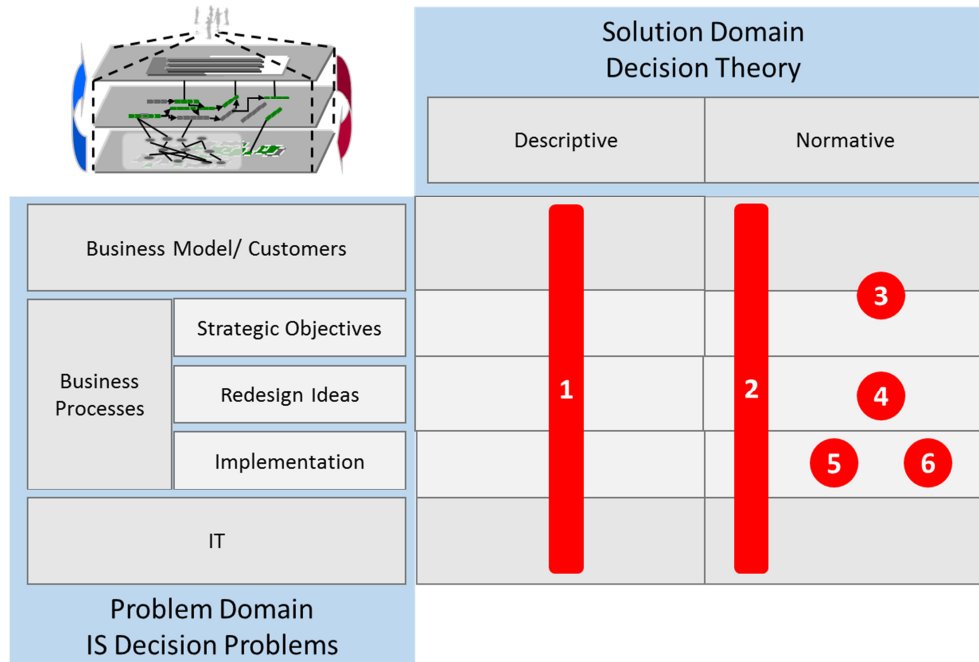 Solution Domain
Decision Theory
Descriptive
Normative
Business Model/ Customers
3
Strategic Objectives
Business
Processes
Redesign Ideas
1
2
4
Implementation
5
6
IT
Problem Domain
IS Decision Problems